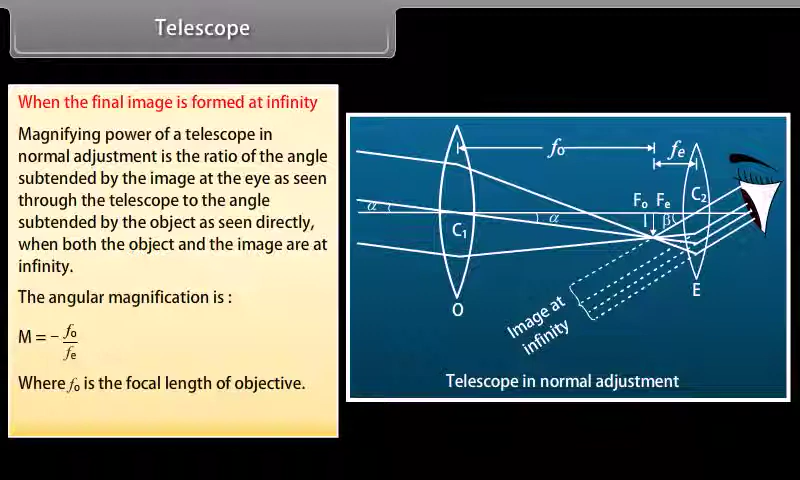 Telescope
When the final image is formed at infinity
Magnifying power of a telescope in
normal adjustment is the ratio of the angle
subtended by the image at the eye as seen
through the telescope to the angle
subtended by the object as seen directly,
when both the object and the image are at
infinity.
The angular magnification is :
M = - fo/fe
Where fo is the focal length of objective.
fo
fe
Fo Fe
C2
α
C1
α
I
β
O
E
Image at
infinity
Telescope in normal adjustment